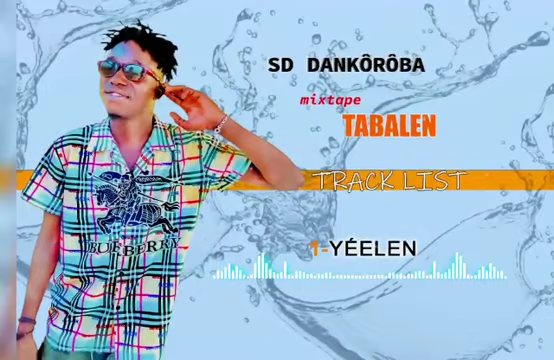 SD DANKÔRÔBA
mixtape
TABALEN
TRACK LIST
1-YÉELEN
BURBERRY